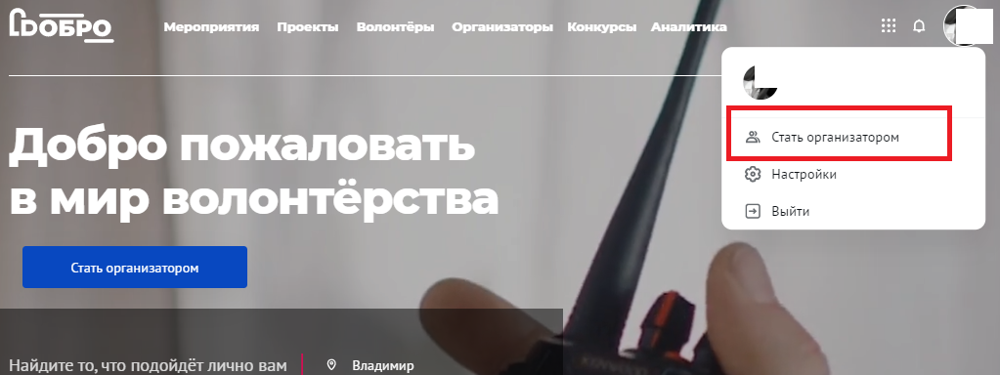 ДОБРО
Мероприятия Проекты Волонтёры Организаторы Конкурсы Аналитика
Добро пожаловать
в мир волонтёрства
Стать организатором
Найдите то, что подойдёт лично вам
Владимир
Стать организатором
Настройки
Выйти